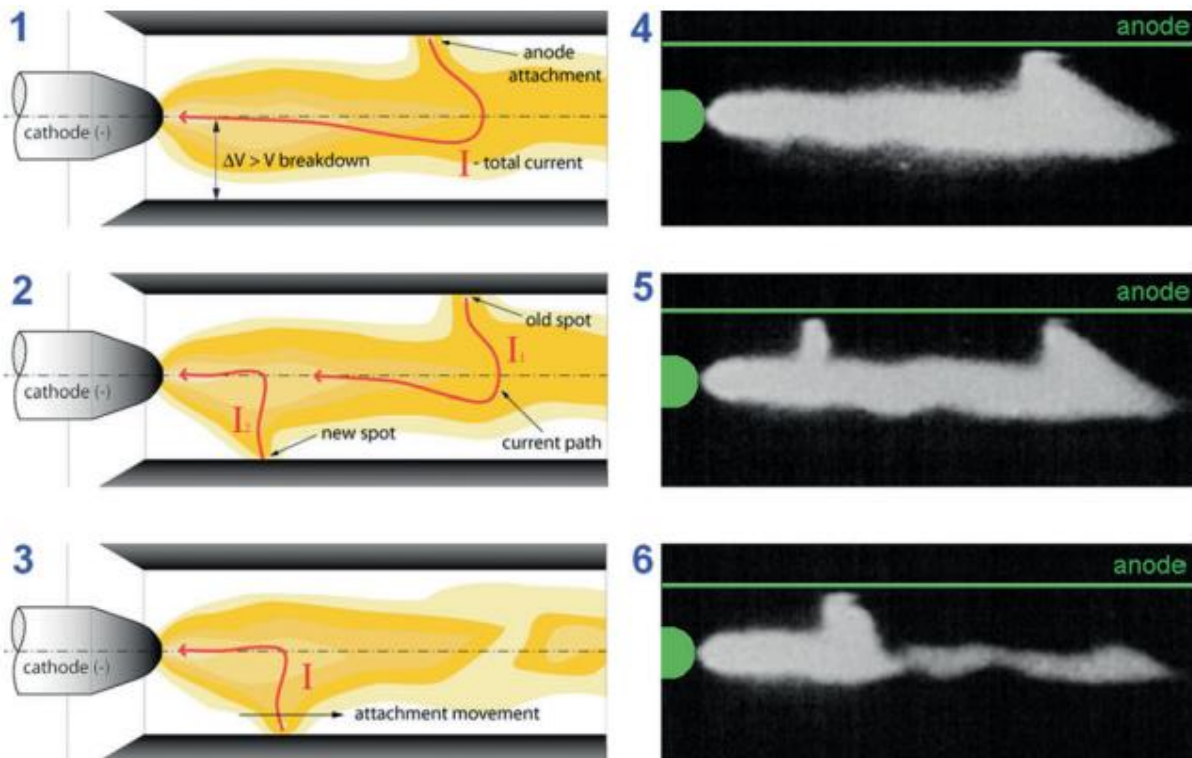 1
cathode (-)
anode
attachment
ΔV > V breakdown
I - total current
4
anode
2
cathode (-)
old spot
I₁
I₂
new spot
current path
5
anode
3
cathode (-)
I
attachment movement
6
anode